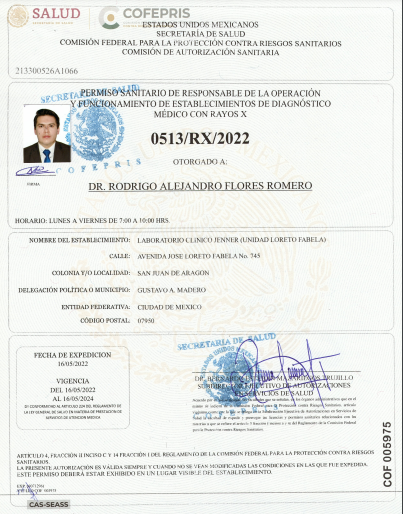 SALUD
COFEPRIS
ESTADOS UNIDOS MEXICANOS
SECRETARÍA DE SALUD
COMISIÓN FEDERAL PARA LA PROTECCIÓN CONTRA RIESGOS SANITARIOS
COMISIÓN DE AUTORIZACIÓN SANITARIA
213300526A1066
PERMISO SANITARIO DE RESPONSABLE DE LA OPERACIÓN
Y FUNCIONAMIENTO DE ESTABLECIMIENTOS DE DIAGNÓSTICO
MÉDICO CON RAYOS X
SECRETARIA DE SALUD
COFEPRIS
0513/RX/2022
OTORGADO A:
FIRMA
DR. RODRIGO ALEJANDRO FLORES ROMERO
HORARIO: LUNES A VIERNES DE 7:00 A 10:00 HRS
NOMBRE DEL ESTABLECIMIENTO: LABORATORIO CLíNICO JENNER (UNIDAD LORETO FABELA)
CALLE: AVENIDA JOSE LORETO FABELA No. 745
COLONIA Y/O LOCALIDAD: SAN JUAN DE ARAGON
DELEGACIÓN POLÍTICA O MUNICIPIO: GUSTAVO A. MADERO
ENTIDAD FEDERATIVA: CIUDAD DE MEXICO
CÓDIGO POSTAL: 07950
FECHA DE EXPEDICION
16/05/2022
VIGENCIA
DEL 16/05/2022
AL 16/05/2024
SECRETARIA DE SALUD
SUBDIRECTOR EJECUTIVO DE AUTORIZACIONES
EN SERVICIOS DE SALUD
COF 005975
ARTICULO 4, FRACCIÓN II INCISO C Y 14 FRACCIÓN I DEL REGLAMENTO DE LA COMISIÓN FEDERAL PARA LA PROTECCIÓN CONTRA RIESGOS
SANITARIOS.
LA PRESENTE AUTORIZACIÓN ES VÁLIDA SIEMPRE Y CUANDO NO SE VEAN MODIFICADAS LAS CONDICIONES EN LAS QUE FUE EXPEDIDA.
ESTE PERMISO DEBERÁ ESTAR EXHIBIDO EN UN LUGAR VISIBLE DEL ESTABLECIMIENTO.
CAS-SEASS